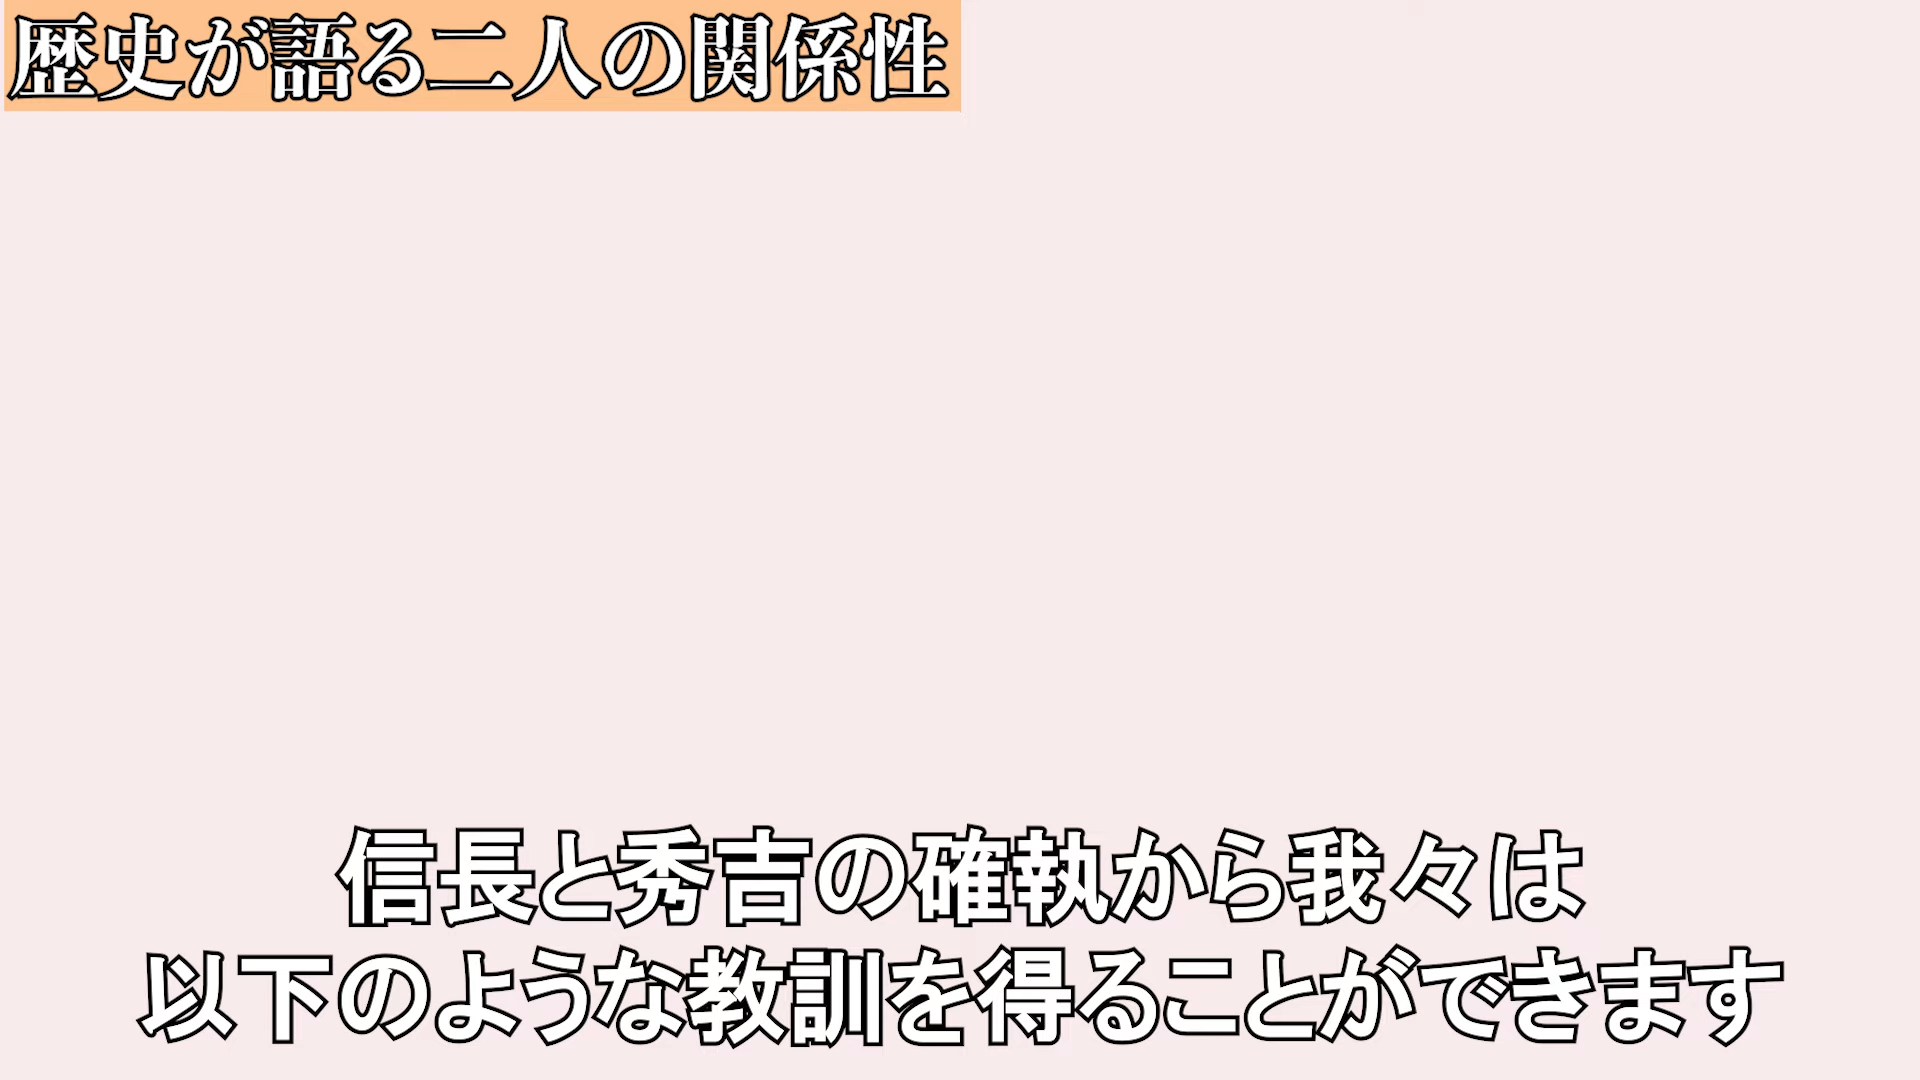 歴史が語る二人の関係性
信長と秀吉の確執から我々は
以下のような教訓を得ることができます